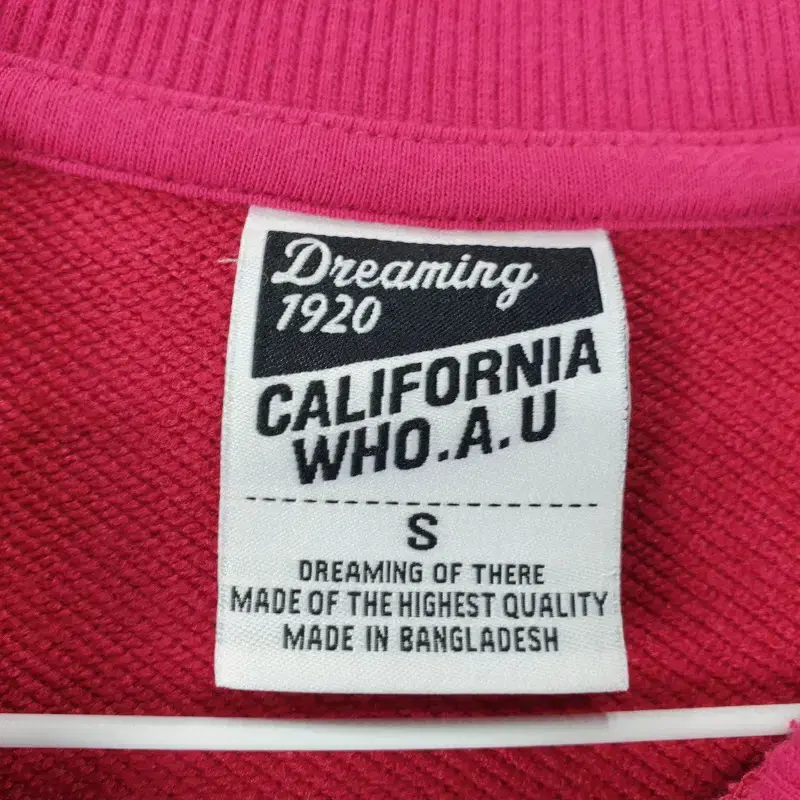 Dreaming
1920
CALIFORNIA
WHO.A.U
S
DREAMING OF THERE
MADE OF THE HIGHEST QUALITY
MADE IN BANGLADESH